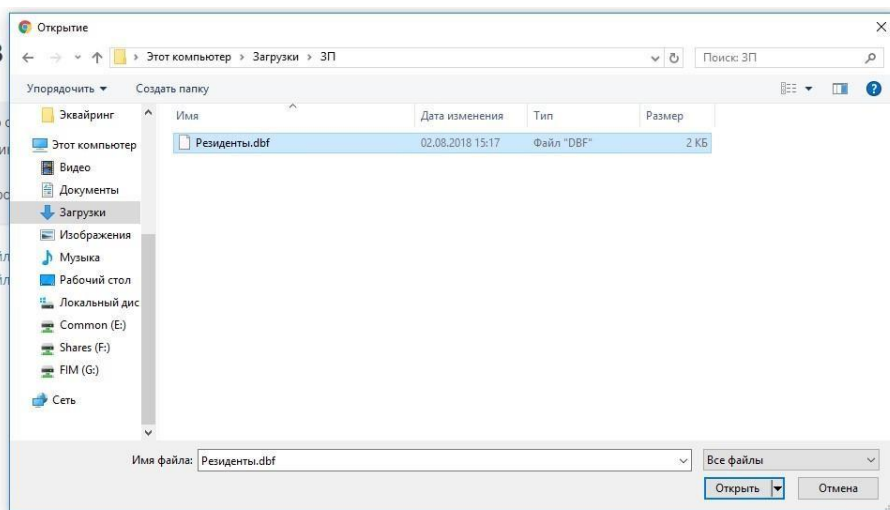 Открытие
Этот компьютер › Загрузки › ЗП
Поиск: ЗП
Упорядочить
Создать папку
Эквайринг
Этот компьютер
Видео
Документы
Загрузки
Изображения
Музыка
Рабочий стол
Локальный дис
Common (E:)
Shares (F:)
FIM (G:)
Сеть
Имя Дата изменения Тип Размер
Резиденты.dbf 02.08.2018 15:17 Файл "DBF" 2 КБ
Имя файла: Резиденты.dbf
Все файлы
Открыть Отмена